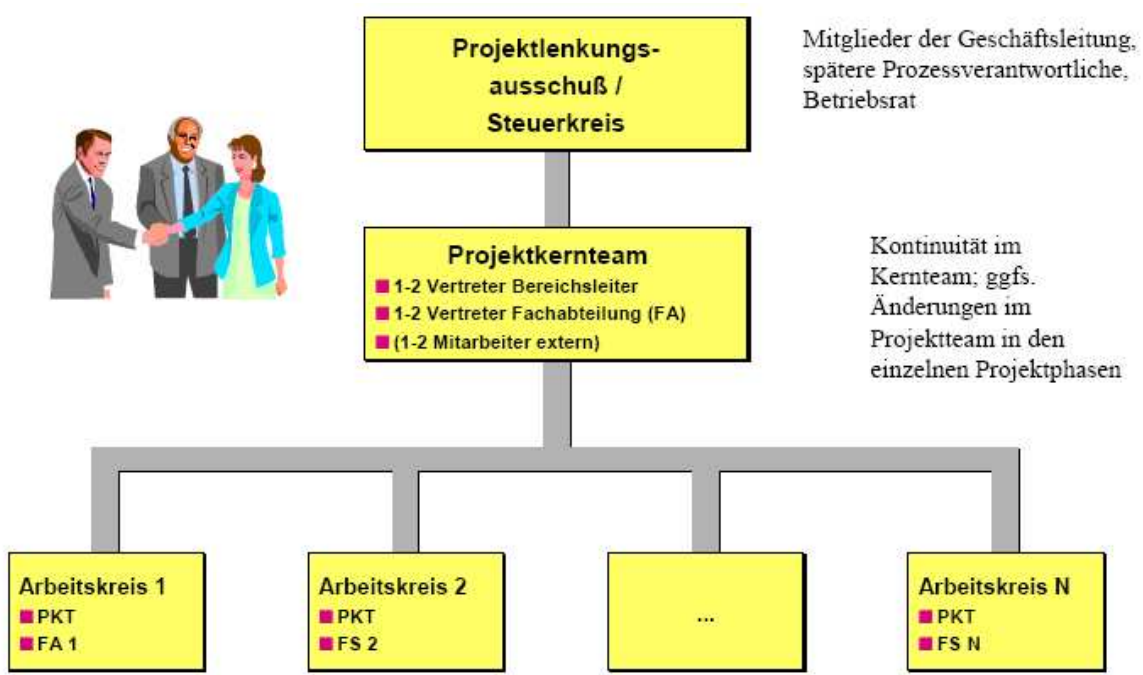 Projektlenkungs-
ausschuß /
Steuerkreis
Mitglieder der Geschäftsleitung,
spätere Prozessverantwortliche,
Betriebsrat
Projektkernteam
1-2 Vertreter Bereichsleiter
1-2 Vertreter Fachabteilung (FA)
(1-2 Mitarbeiter extern)
Kontinuität im
Kernteam; ggfs.
Änderungen im
Projektteam in den
einzelnen Projektphasen
Arbeitskreis 1
PKT
FA 1
Arbeitskreis 2
PKT
FS 2
...
Arbeitskreis N
PKT
FS N